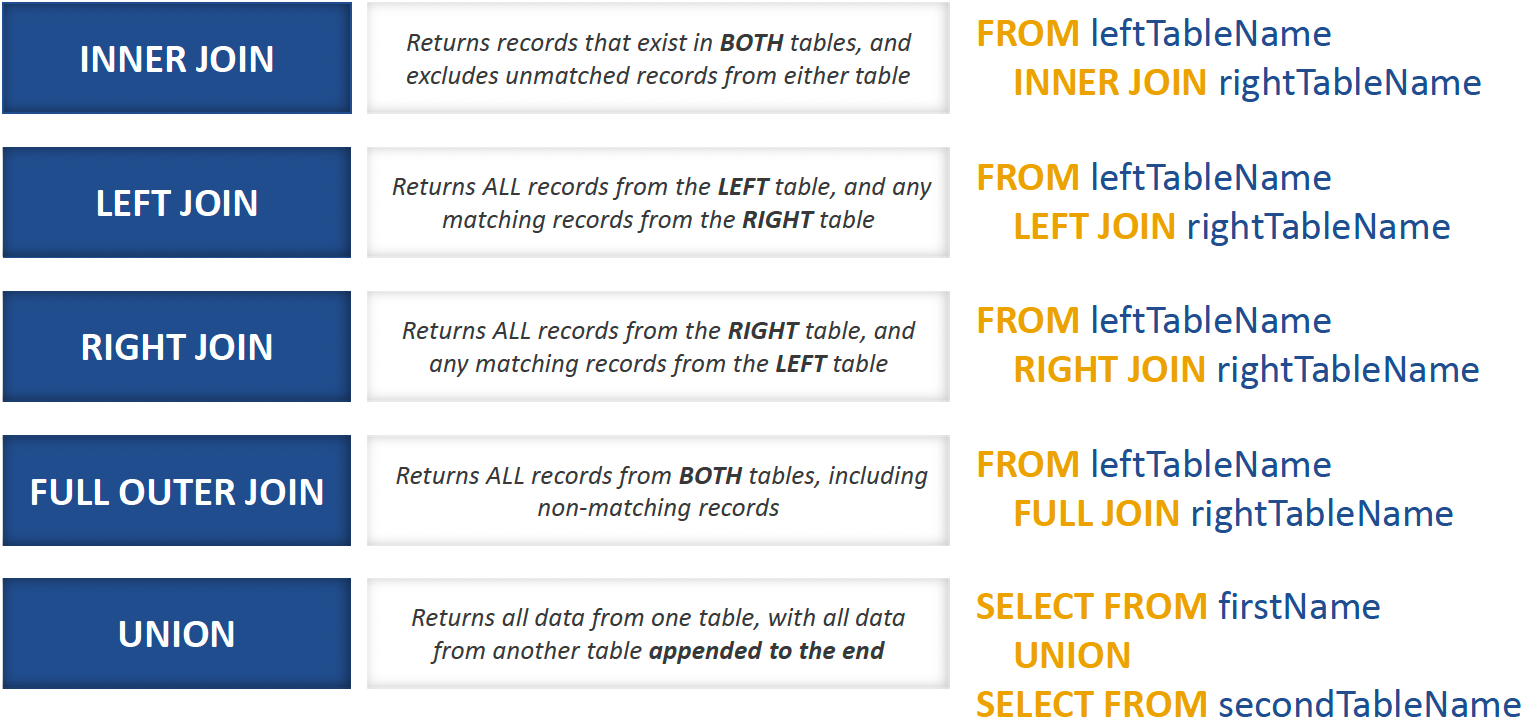 INNER JOIN
Returns records that exist in BOTH tables, and
excludes unmatched records from either table
FROM leftTableName
INNER JOIN rightTableName
LEFT JOIN
Returns ALL records from the LEFT table, and any
matching records from the RIGHT table
FROM leftTableName
LEFT JOIN rightTableName
RIGHT JOIN
Returns ALL records from the RIGHT table, and
any matching records from the LEFT table
FROM leftTableName
RIGHT JOIN rightTableName
FULL OUTER JOIN
Returns ALL records from BOTH tables, including
non-matching records
FROM leftTableName
FULL JOIN rightTableName
UNION
Returns all data from one table, with all data
from another table appended to the end
SELECT FROM firstName
UNION
SELECT FROM secondTableName